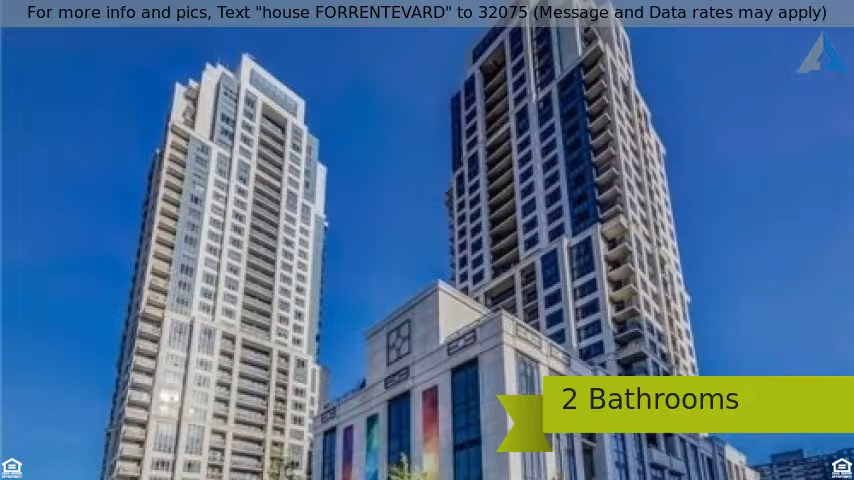 For more info and pics, Text "house FORRENTEVARD" to 32075 (Message and Data rates may apply)
2 Bathrooms